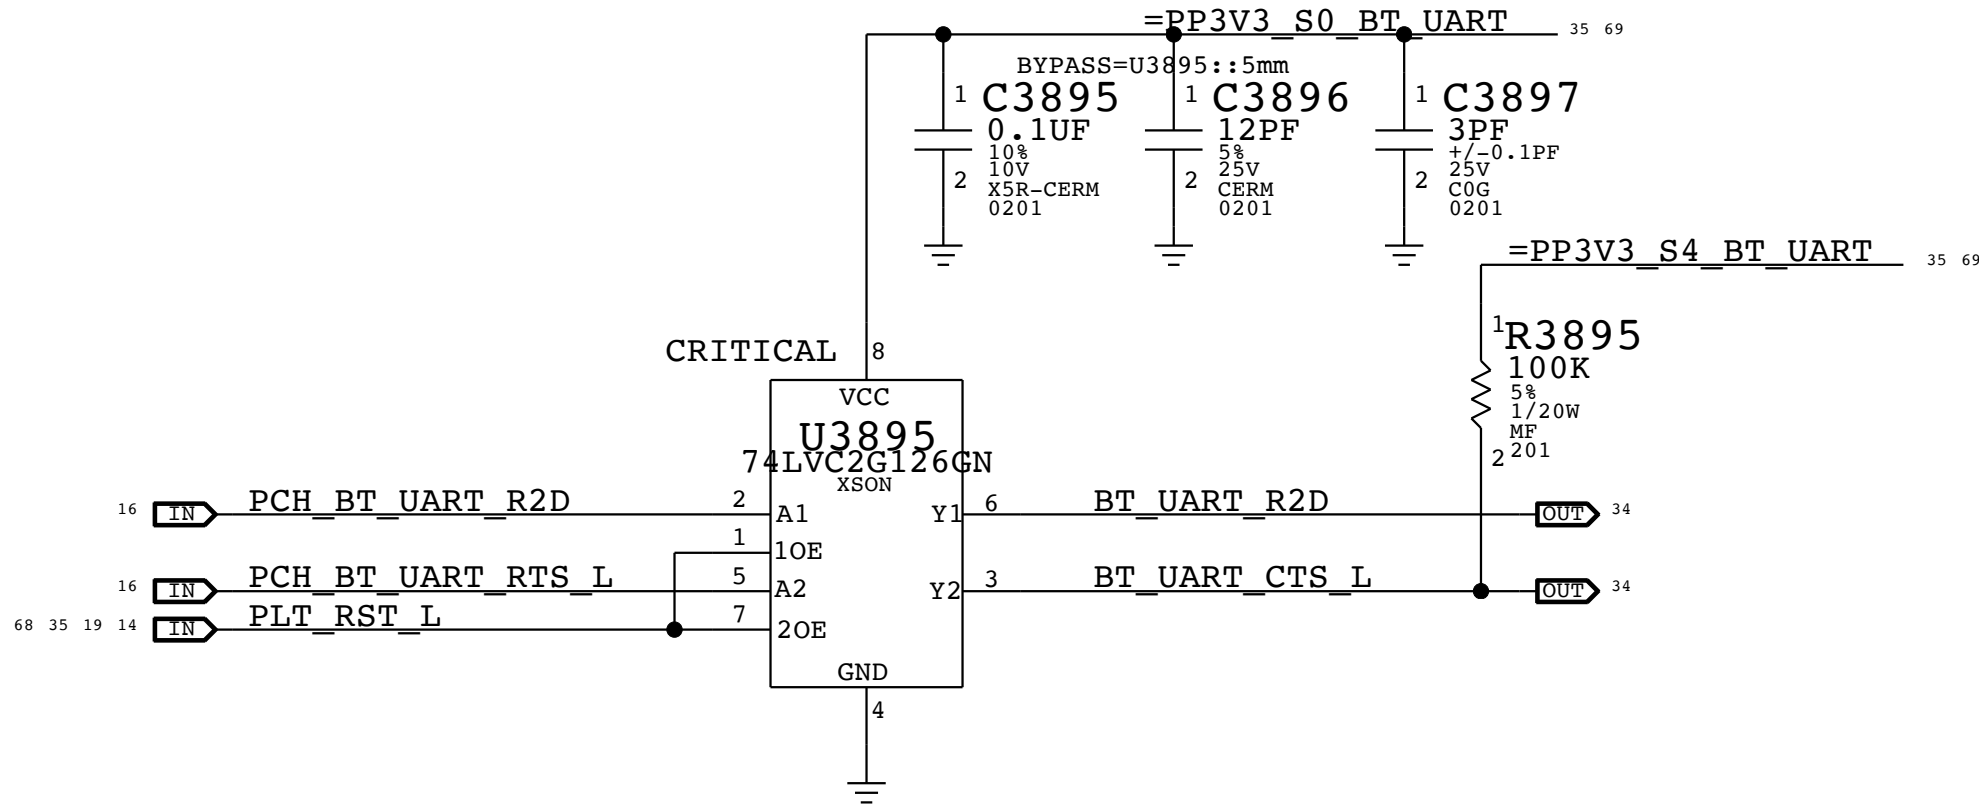 =PP3V3_S0_BT_UART 35 69
BYPASS=U3895::5mm
1 C3895
0.1UF
10%
10V
2 X5R-CERM
0201
1 C3896
12PF
5%
25V
2 CERM
0201
1 C3897
3PF
+/-0.1PF
25V
2 C0G
0201
=PP3V3_S4_BT_UART 35 69
1 R3895
100K
5%
1/20W
MF
2 201
CRITICAL 8
VCC
U3895
74LVC2G126GN
XSON
16 IN PCH_BT_UART_R2D 2 A1
1 1OE
16 IN PCH_BT_UART_RTS_L 5 A2
68 35 19 14 IN PLT_RST_L 7 2OE
Y1 6 BT_UART_R2D OUT 34
Y2 3 BT_UART_CTS_L OUT 34
GND
4